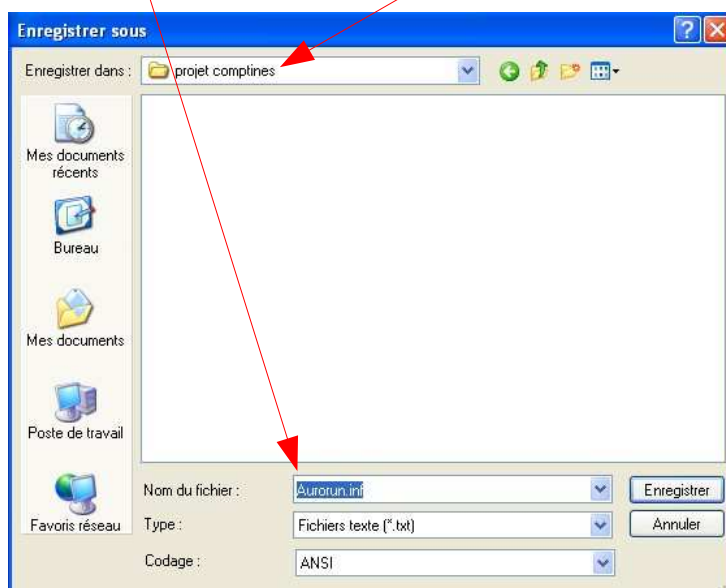 Enregistrer sous
Enregistrer dans :
projet comptines
Mes documents
récents
Bureau
Mes documents
Poste de travail
Favoris réseau
Nom du fichier :
Aurorun.inf
Enregistrer
Type :
Fichiers texte (*.txt)
Annuler
Codage :
ANSI